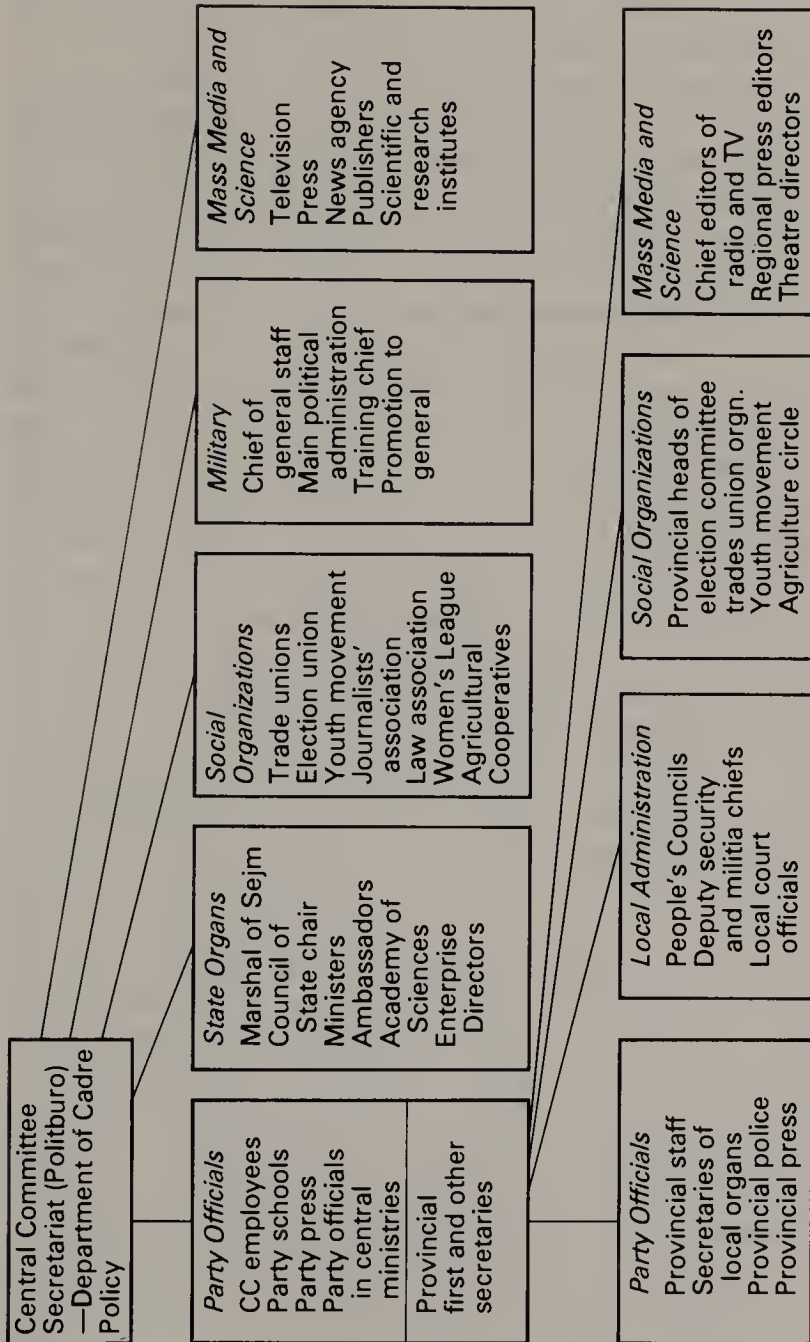 Central Committee
Secretariat (Politburo)
—Department of Cadre
Policy
Party Officials
CC employees
Party schools
Party press
Party officials
in central
ministries
Provincial
first and other
secretaries
State Organs
Marshal of Sejm
Council of
State chair
Ministers
Ambassadors
Academy of
Sciences
Enterprise
Directors
Social
Organizations
Trade unions
Election union
Youth movement
Journalists'
association
Law association
Women's League
Agricultural
Cooperatives
Military
Chief of
general staff
Main political
administration
Training chief
Promotion to
general
Mass Media and
Science
Television
Press
News agency
Publishers
Scientific and
research
institutes
Party Officials
Provincial staff
Secretaries of
local organs
Provincial police
Provincial press
Local Administration
People's Councils
Deputy security
and militia chiefs
Local court
officials
Social Organizations
Provincial heads of
election committee
trades union orgn.
Youth movement
Agriculture circle
Mass Media and
Science
Chief editors of
radio and TV
Regional press editors
Theatre directors